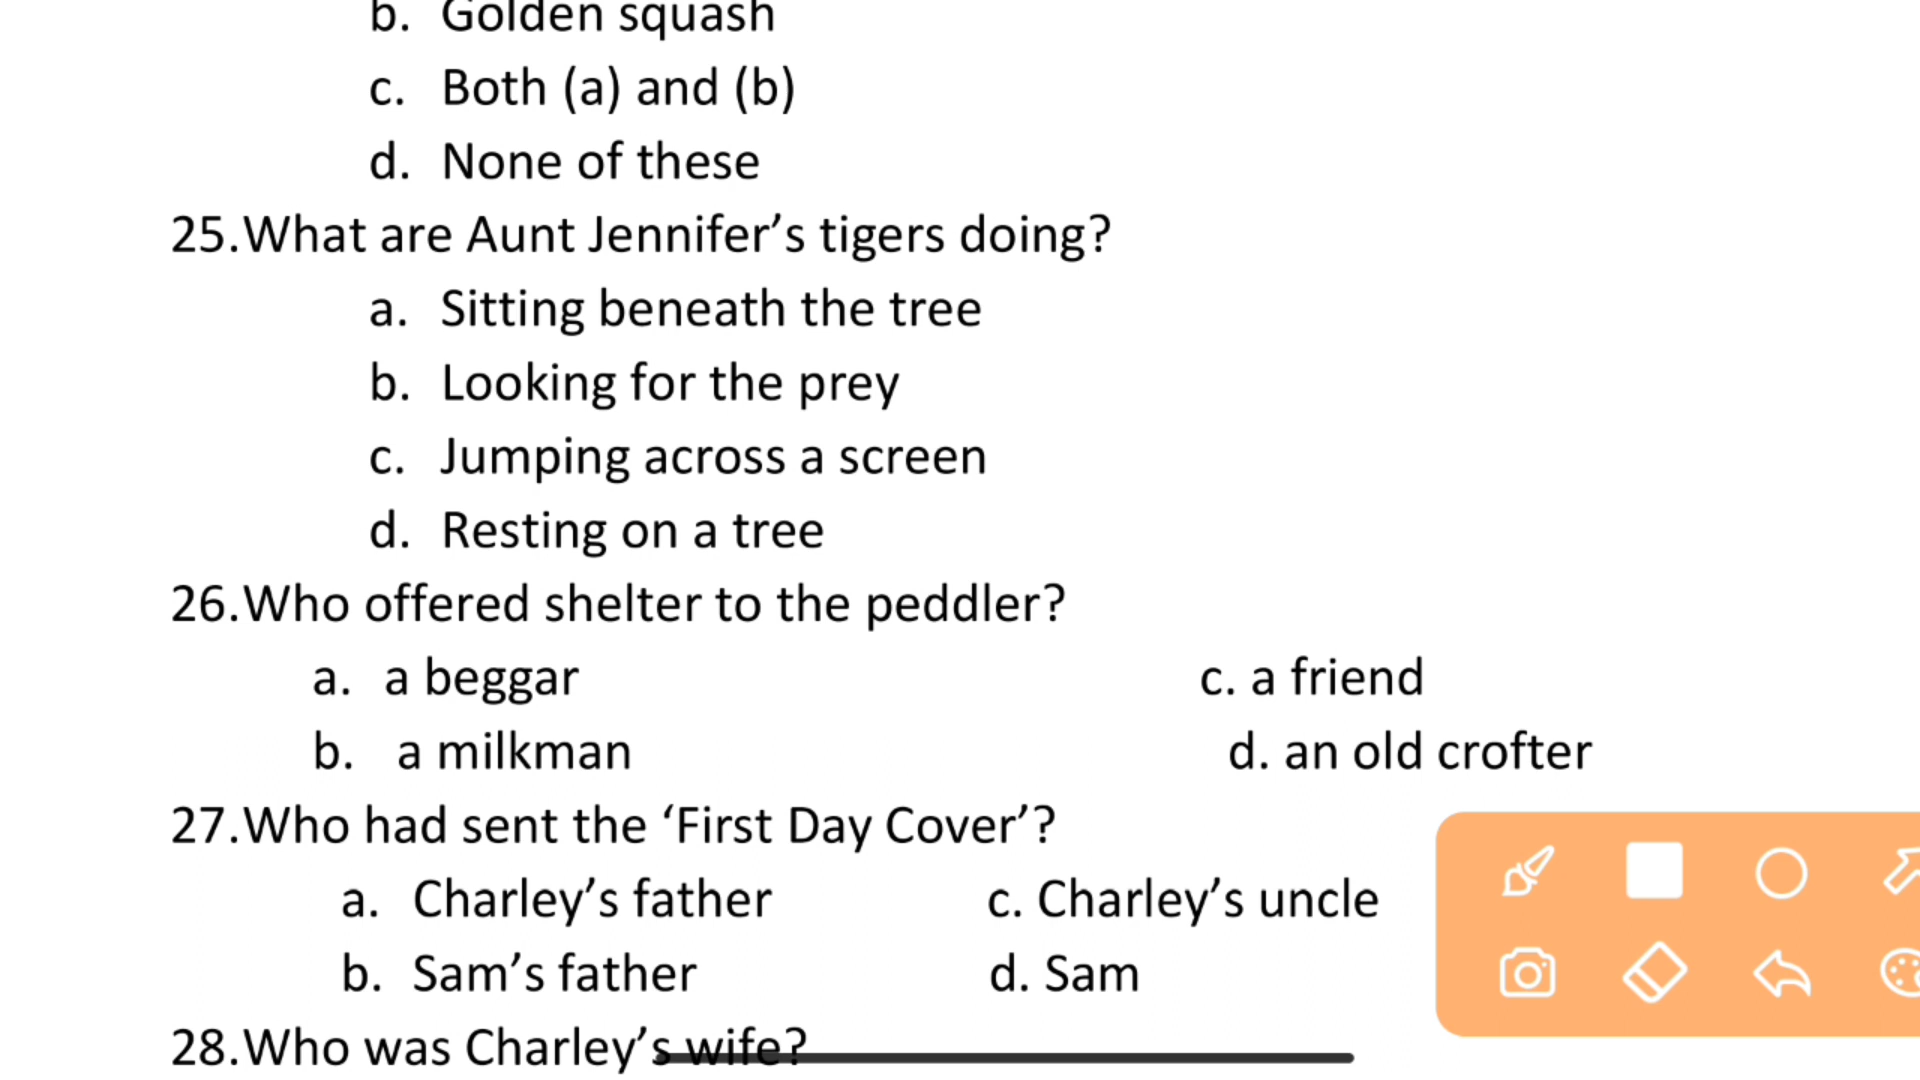 b. Golden squash
c. Both (a) and (b)
d. None of these
25.What are Aunt Jennifer’s tigers doing?
a. Sitting beneath the tree
b. Looking for the prey
c. Jumping across a screen
d. Resting on a tree
26.Who offered shelter to the peddler?
a. a beggar c. a friend
b. a milkman d. an old crofter
27.Who had sent the ‘First Day Cover’?
a. Charley’s father c. Charley’s uncle
b. Sam’s father d. Sam
28.Who was Charley’s wife?